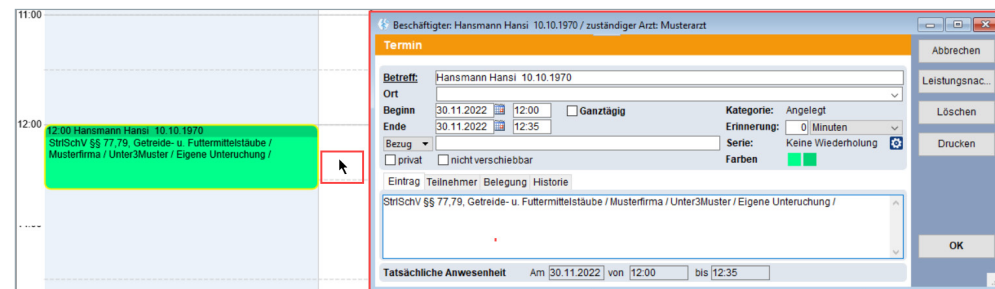 11:00
12:00
12:00 Hansmann Hansi 10.10.1970
StrlSchV §§ 77,79, Getreide- u. Futtermittelstäube /
Musterfirma / Unter3Muster / Eigene Unteruchung /
Beschäftigter: Hansmann Hansi 10.10.1970 / zuständiger Arzt: Musterarzt
Termin
Betreff: Hansmann Hansi 10.10.1970
Ort
Beginn 30.11.2022 12:00 Ganztägig Kategorie: Angelegt
Ende 30.11.2022 12:35 Erinnerung: 0 Minuten
Bezug Serie: Keine Wiederholung
privat nicht verschiebbar Farben
Eintrag Teilnehmer Belegung Historie
StrlSchV §§ 77,79, Getreide- u. Futtermittelstäube / Musterfirma / Unter3Muster / Eigene Unteruchung /
Tatsächliche Anwesenheit Am 30.11.2022 von 12:00 bis 12:35
Abbrechen
Leistungsnac...
Löschen
Drucken
OK